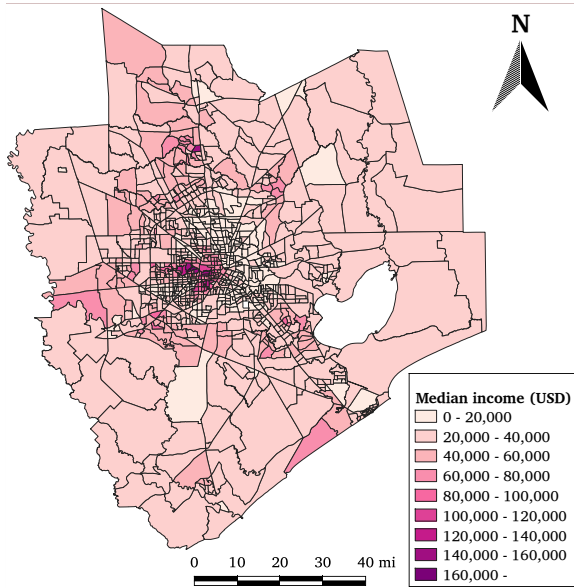 N
Median income (USD)
0 - 20,000
20,000 - 40,000
40,000 - 60,000
60,000 - 80,000
80,000 - 100,000
100,000 - 120,000
120,000 - 140,000
140,000 - 160,000
160,000 -
0 10 20 30 40 mi